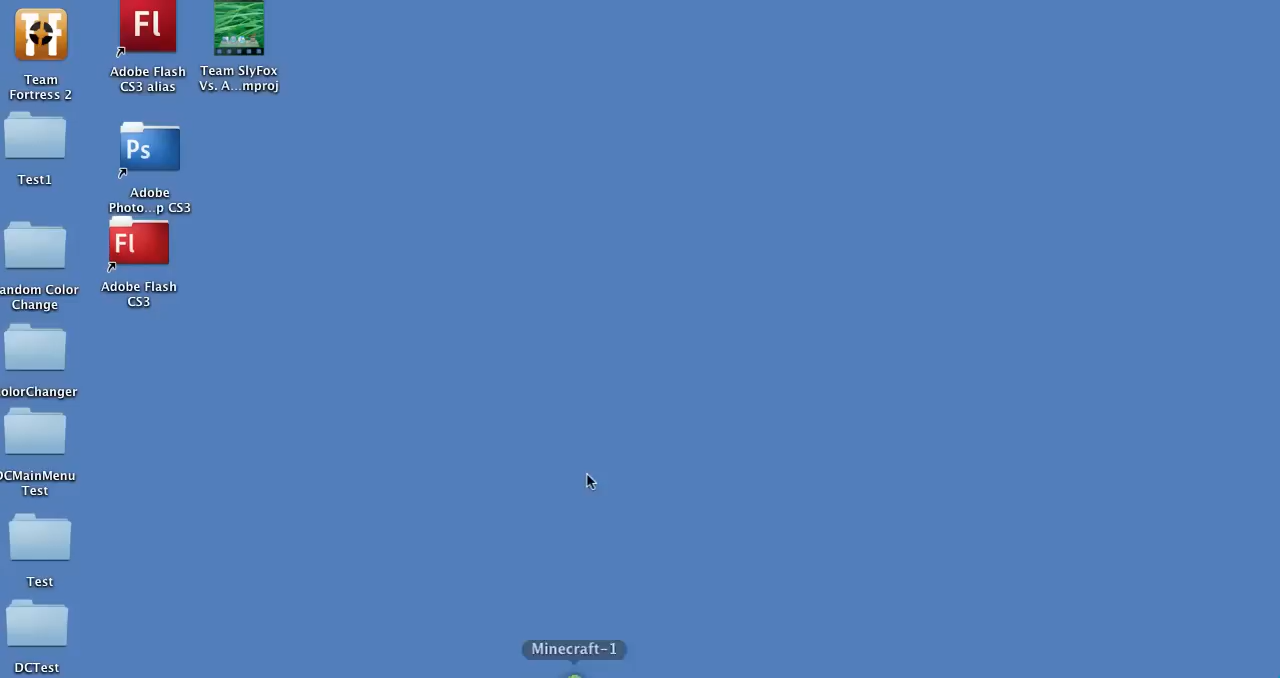 Team
Fortress 2
Fl
Adobe Flash
CS3 alias
Team SlyFox
Vs. A...mproj
Test1
Ps
Adobe
Photo...p CS3
andom Color
Change
Fl
Adobe Flash
CS3
olorChanger
DCMainMenu
Test
Test
DCTest
Minecraft-1